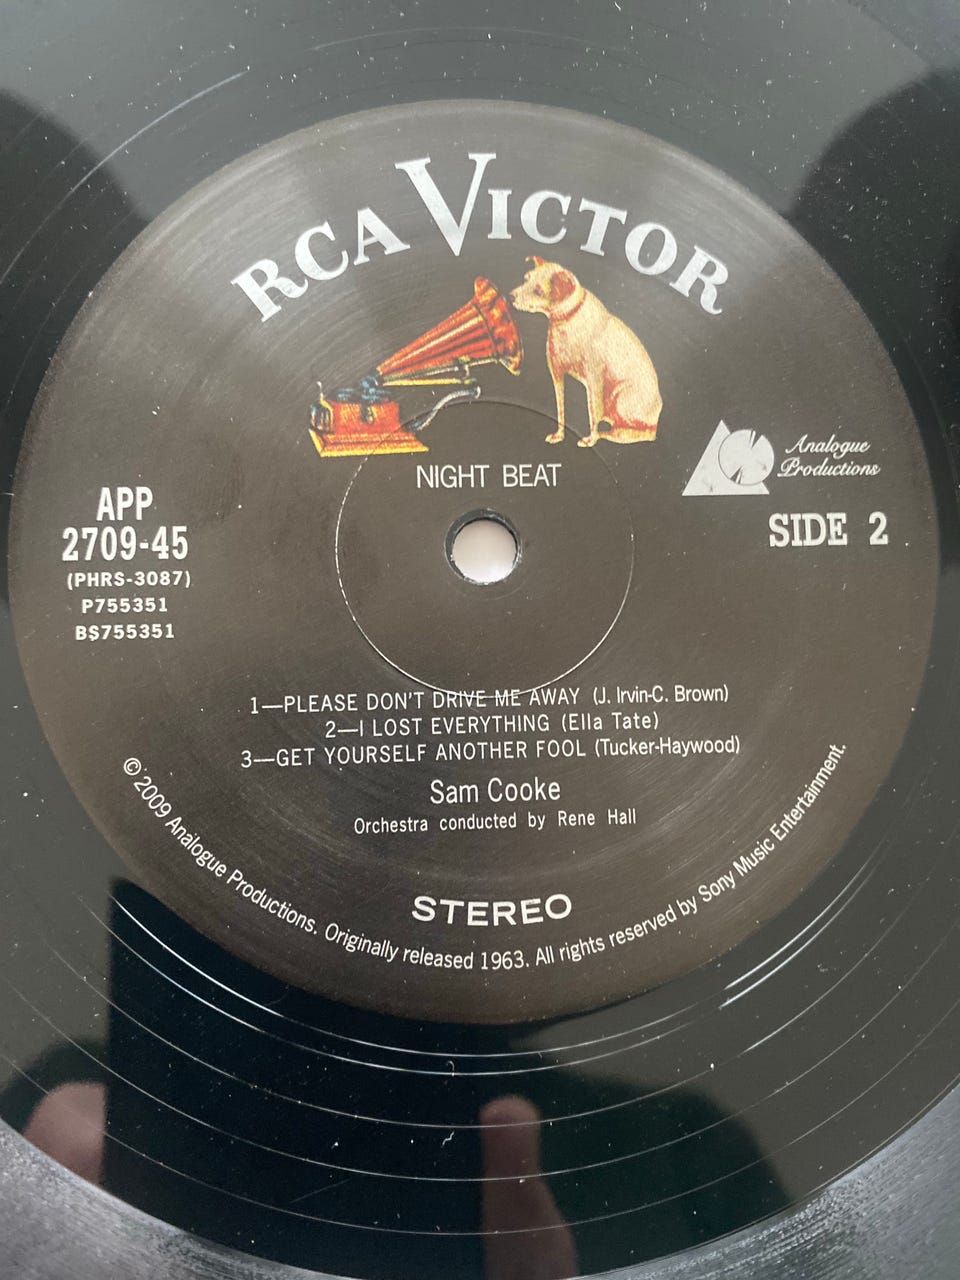 RCA VICTOR
Analogue
Productions
NIGHT BEAT
APP
2709-45
(PHRS-3087)
P755351
B$755351
SIDE 2
1—PLEASE DON'T DRIVE ME AWAY (J. Irvin-C. Brown)
2—I LOST EVERYTHING (Ella Tate)
3—GET YOURSELF ANOTHER FOOL (Tucker-Haywood)
Sam Cooke
Orchestra conducted by Rene Hall
STEREO
© 2009 Analogue Productions. Originally released 1963. All rights reserved by Sony Music Entertainment.